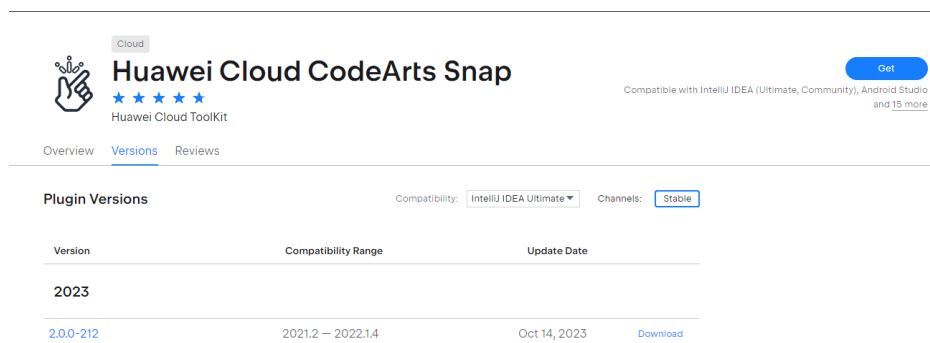 Cloud
Huawei Cloud CodeArts Snap
Get
Huawei Cloud ToolKit
Compatible with IntelliJ IDEA (Ultimate, Community), Android Studio
and 15 more
Overview Versions Reviews
Plugin Versions Compatibility: IntelliJ IDEA Ultimate Channels: Stable
Version Compatibility Range Update Date
2023
2.0.0-212 2021.2 — 2022.1.4 Oct 14, 2023 Download